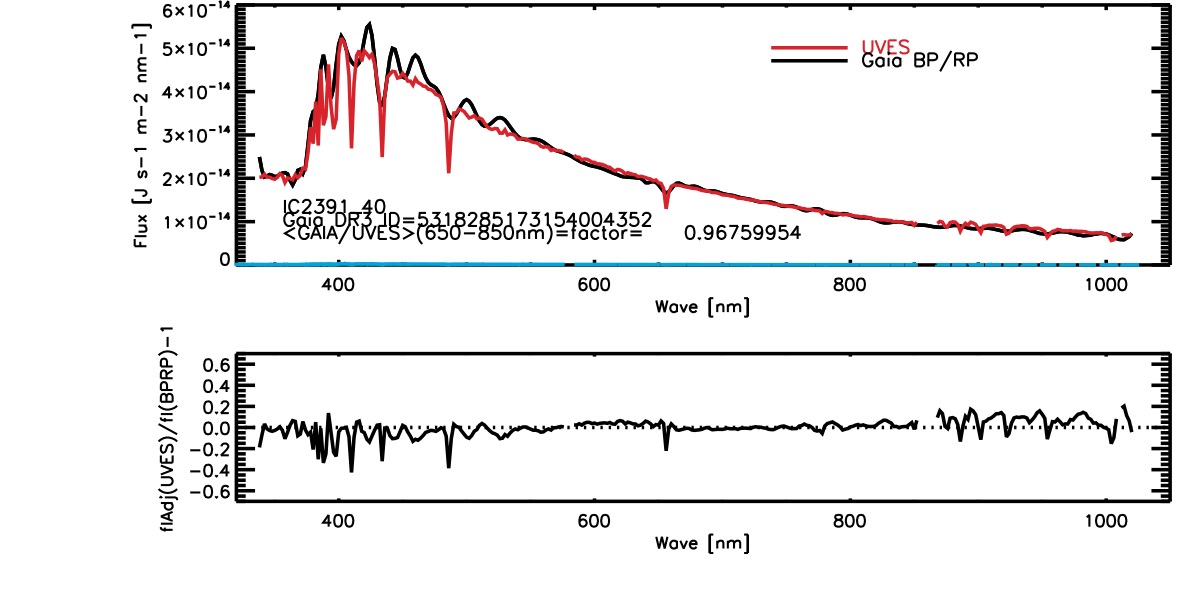 6×10−14
5×10−14
4×10−14
3×10−14
2×10−14
1×10−14
0
Flux [J s−1 m−2 nm−1]
UVES
Gaia BP/RP
IC2391_40
Gaia DR3 ID=5318285173154004352
<GAIA/UVES>(650−850nm)=factor= 0.96759954
400 600 800 1000
Wave [nm]
flAdj(UVES)/fl(BPRP)−1
0.6
0.4
0.2
0.0
−0.2
−0.4
−0.6
400 600 800 1000
Wave [nm]